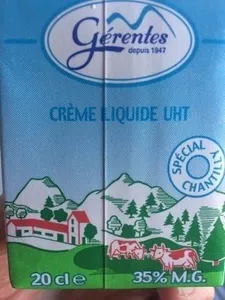 Gérentes
depuis 1947
CRÈME LIQUIDE UHT
SPÉCIAL
CHANTILLY
20 cl e
35% M.G.